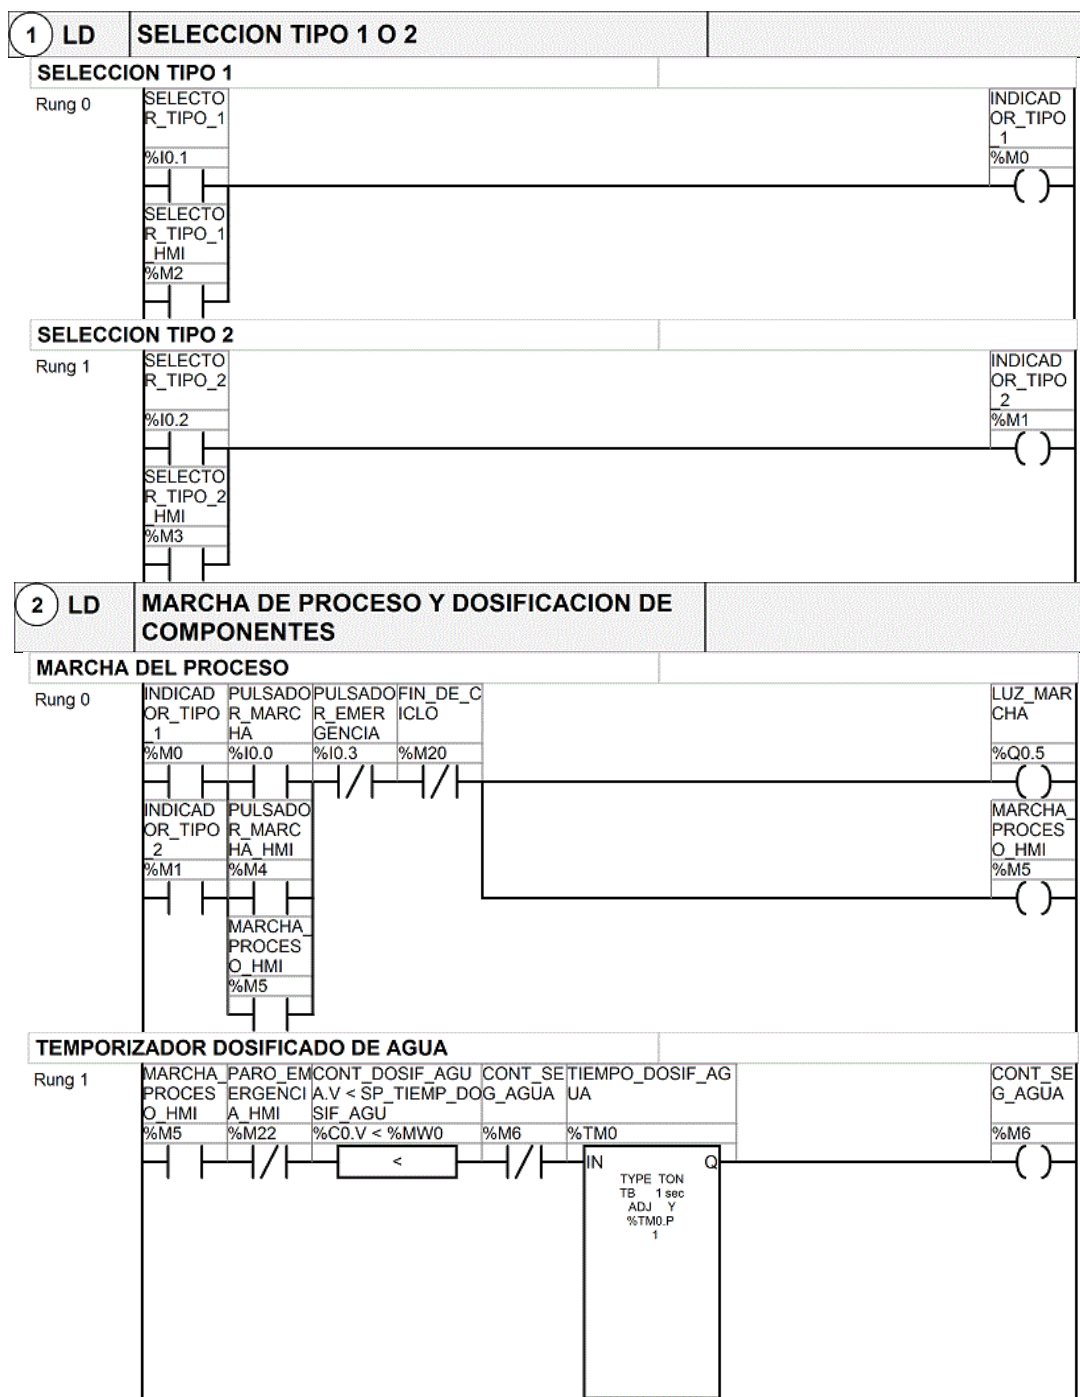 1 LD SELECCION TIPO 1 O 2
SELECCION TIPO 1
Rung 0
SELECTO
R_TIPO_1
%I0.1
INDICAD
OR_TIPO
_1
%M0
SELECTO
R_TIPO_1
_HMI
%M2
SELECCION TIPO 2
Rung 1
SELECTO
R_TIPO_2
%I0.2
INDICAD
OR_TIPO
_2
%M1
SELECTO
R_TIPO_2
_HMI
%M3
2 LD MARCHA DE PROCESO Y DOSIFICACION DE
COMPONENTES
MARCHA DEL PROCESO
Rung 0
INDICAD
OR_TIPO
_1
%M0
PULSADO
R_MARC
HA
%I0.0
PULSADO
R_EMER
GENCIA
%I0.3
FIN_DE_C
ICLO
%M20
LUZ_MAR
CHA
%Q0.5
INDICAD
OR_TIPO
_2
%M1
PULSADO
R_MARC
HA_HMI
%M4
MARCHA_
PROCES
O_HMI
%M5
MARCHA_
PROCES
O_HMI
%M5
TEMPORIZADOR DOSIFICADO DE AGUA
Rung 1
MARCHA_
PROCES
O_HMI
%M5
PARO_EM
ERGENCI
A_HMI
%M22
CONT_DOSIF_AGU
A.V < SP_TIEMP_DO
SIF_AGU
%C0.V < %MW0
<
CONT_SE
G_AGUA
%M6
TIEMPO_DOSIF_AG
UA
%TM0
IN Q
TYPE TON
TB 1 sec
ADJ Y
%TM0.P
1
CONT_SE
G_AGUA
%M6